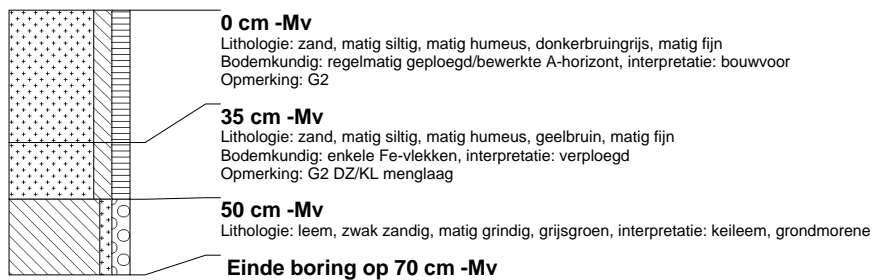 0 cm -Mv
Lithologie: zand, matig siltig, matig humeus, donkerbruingrijs, matig fijn
Bodemkundig: regelmatig geploegd/bewerkte A-horizont, interpretatie: bouwvoor
Opmerking: G2
35 cm -Mv
Lithologie: zand, matig siltig, matig humeus, geelbruin, matig fijn
Bodemkundig: enkele Fe-vlekken, interpretatie: verploegd
Opmerking: G2 DZ/KL menglaag
50 cm -Mv
Lithologie: leem, zwak zandig, matig grindig, grijsgroen, interpretatie: keileem, grondmorene
Einde boring op 70 cm -Mv